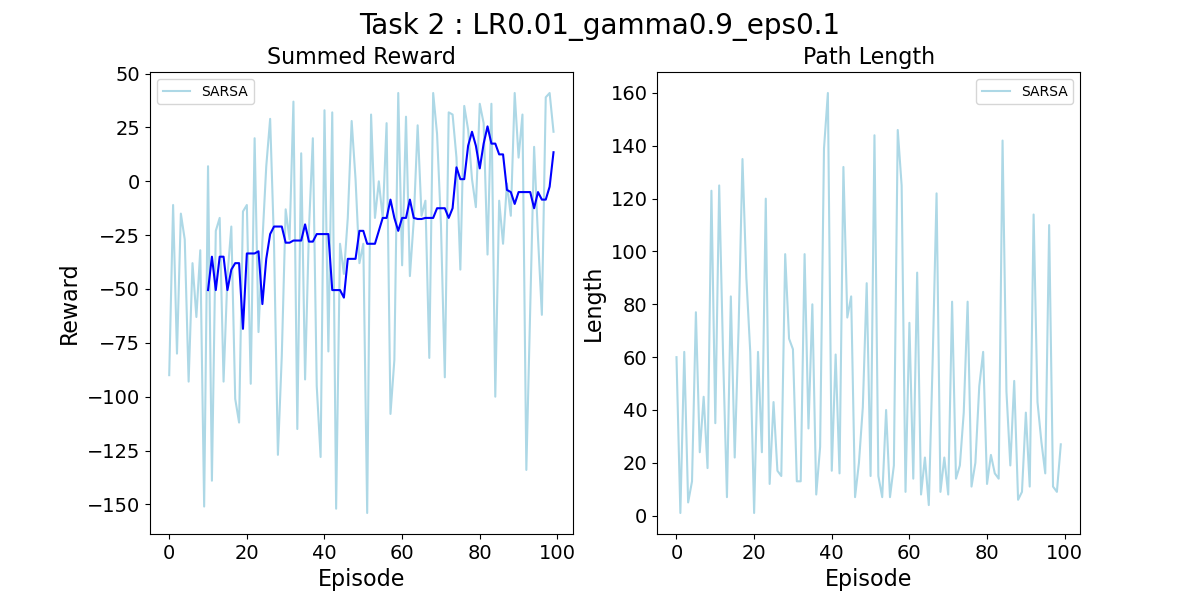 Task 2 : LR0.01_gamma0.9_eps0.1
Summed Reward
SARSA
50
25
0
−25
−50
−75
−100
−125
−150
Reward
0 20 40 60 80 100
Episode
Path Length
SARSA
160
140
120
100
80
60
40
20
0
Length
0 20 40 60 80 100
Episode